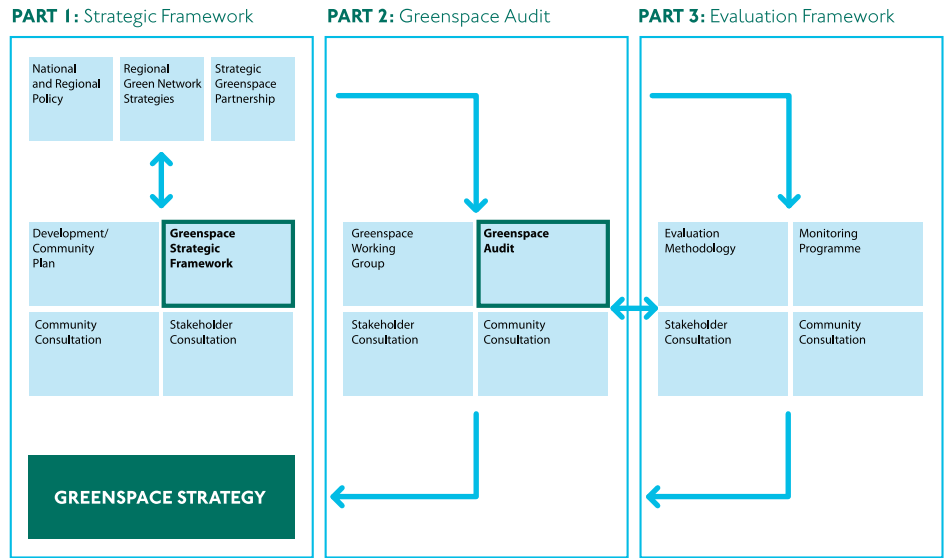 PART 1: Strategic Framework
National
and Regional
Policy
Regional
Green Network
Strategies
Strategic
Greenspace
Partnership
Development/
Community
Plan
Greenspace
Strategic
Framework
Community
Consultation
Stakeholder
Consultation
GREENSPACE STRATEGY
PART 2: Greenspace Audit
Greenspace
Working
Group
Greenspace
Audit
Stakeholder
Consultation
Community
Consultation
PART 3: Evaluation Framework
Evaluation
Methodology
Monitoring
Programme
Stakeholder
Consultation
Community
Consultation